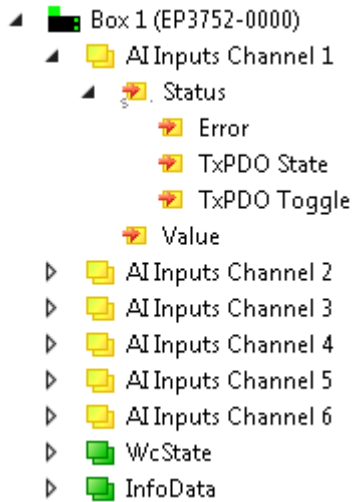 Box 1 (EP3752-0000)
AI Inputs Channel 1
Status
Error
TxPDO State
TxPDO Toggle
Value
AI Inputs Channel 2
AI Inputs Channel 3
AI Inputs Channel 4
AI Inputs Channel 5
AI Inputs Channel 6
WcState
InfoData